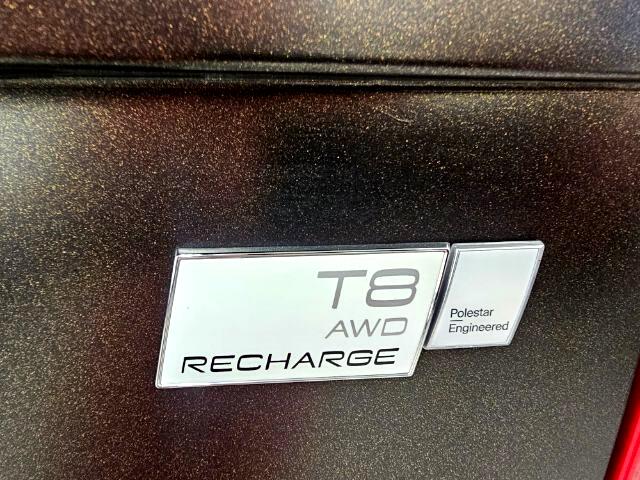 T8
AWD
RECHARGE
Polestar
Engineered